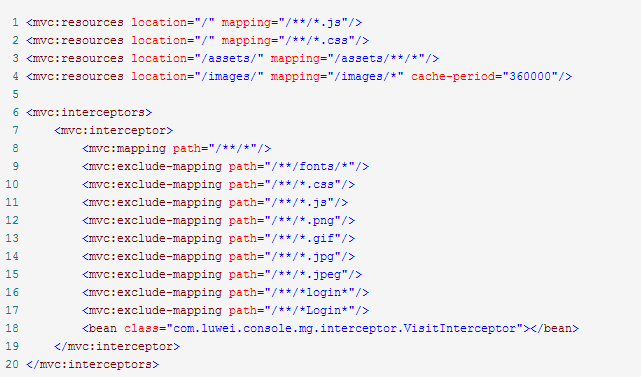 1 <mvc:resources location="/" mapping="/**/*.js"/>
2 <mvc:resources location="/" mapping="/**/*.css"/>
3 <mvc:resources location="/assets/" mapping="/assets/**/*"/>
4 <mvc:resources location="/images/" mapping="/images/*" cache-period="360000"/>
5
6 <mvc:interceptors>
7     <mvc:interceptor>
8         <mvc:mapping path="/**/*"/>
9         <mvc:exclude-mapping path="/**/fonts/*"/>
10         <mvc:exclude-mapping path="/**/*.css"/>
11         <mvc:exclude-mapping path="/**/*.js"/>
12         <mvc:exclude-mapping path="/**/*.png"/>
13         <mvc:exclude-mapping path="/**/*.gif"/>
14         <mvc:exclude-mapping path="/**/*.jpg"/>
15         <mvc:exclude-mapping path="/**/*.jpeg"/>
16         <mvc:exclude-mapping path="/**/*login*"/>
17         <mvc:exclude-mapping path="/**/*Login*"/>
18         <bean class="com.luwei.console.mg.interceptor.VisitInterceptor"></bean>
19     </mvc:interceptor>
20 </mvc:interceptors>